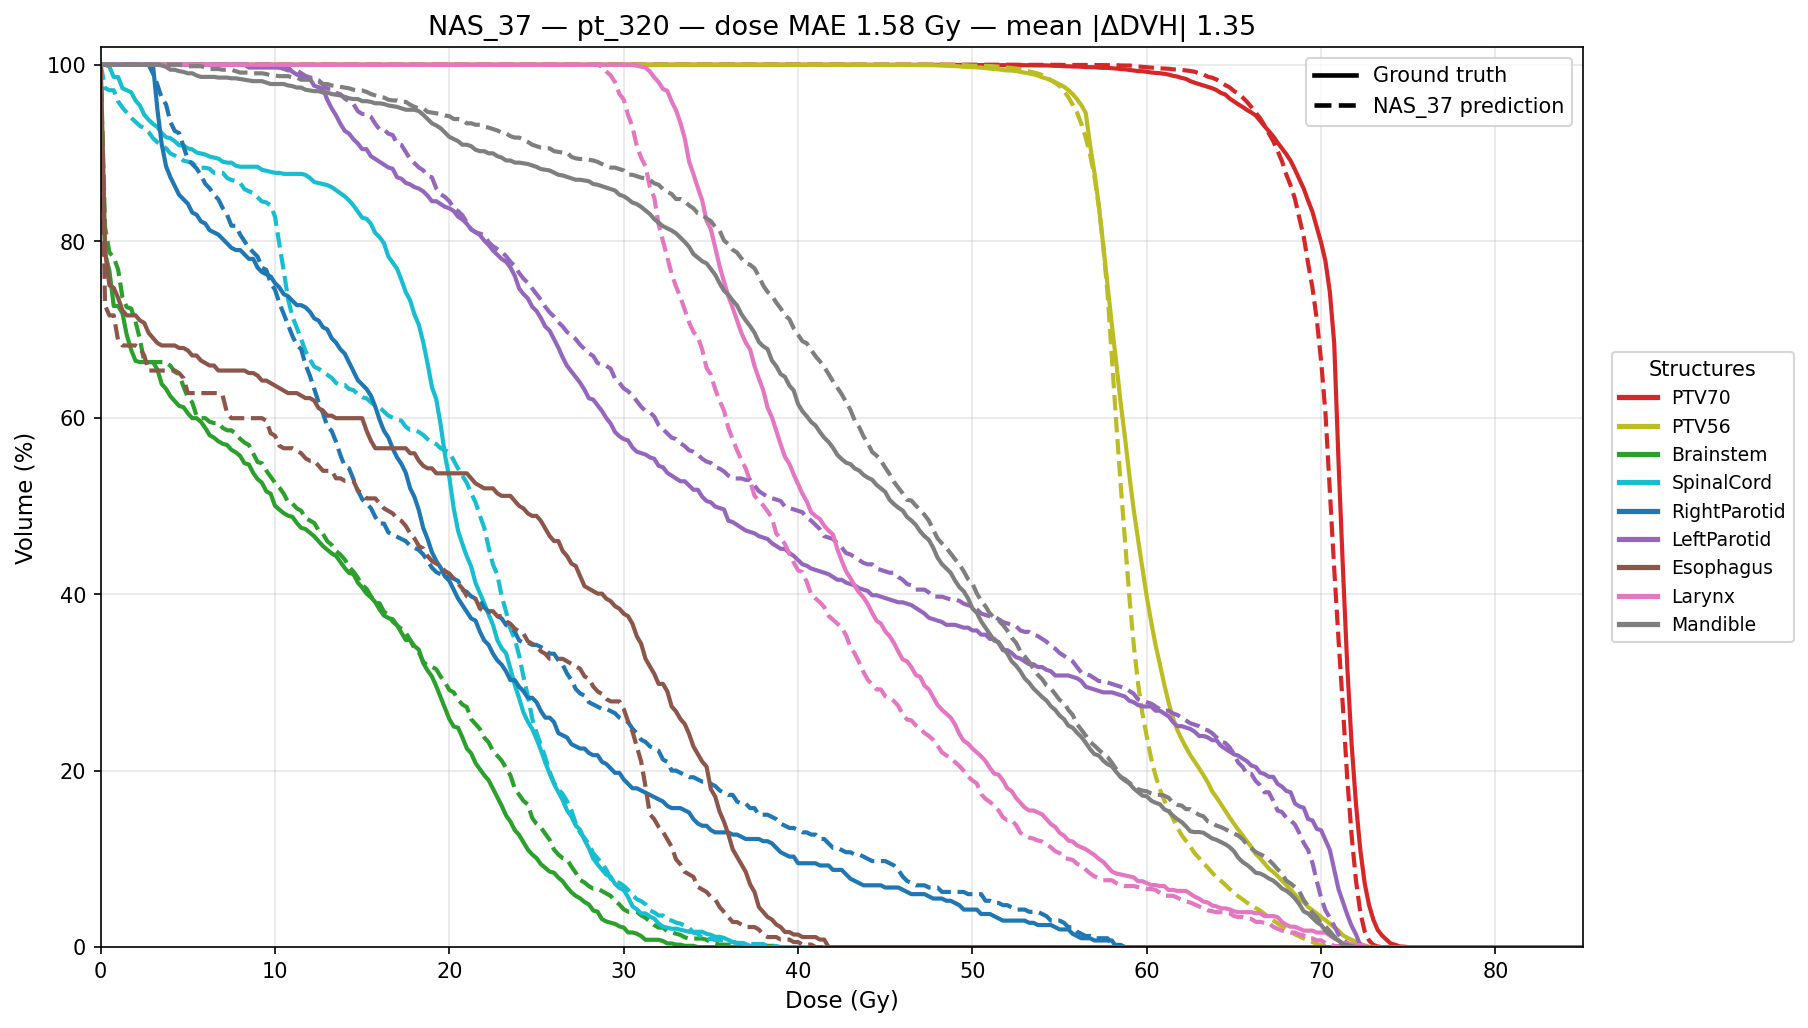 NAS_37 — pt_320 — dose MAE 1.58 Gy — mean |ΔDVH| 1.35
Ground truth
NAS_37 prediction
Volume (%)
100
80
60
40
20
0
0 10 20 30 40 50 60 70 80
Dose (Gy)
Structures
PTV70
PTV56
Brainstem
SpinalCord
RightParotid
LeftParotid
Esophagus
Larynx
Mandible